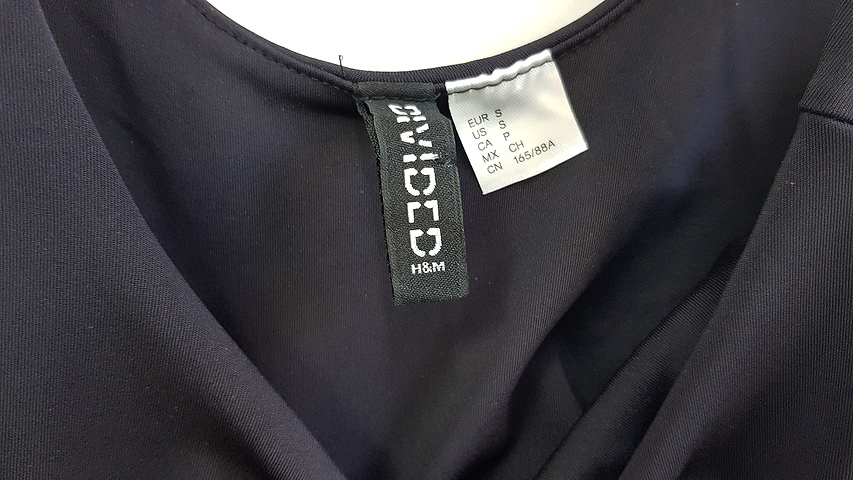 DIVIDED
H&M
EUR S
US S
CA P
MX CH
CN 165/88A